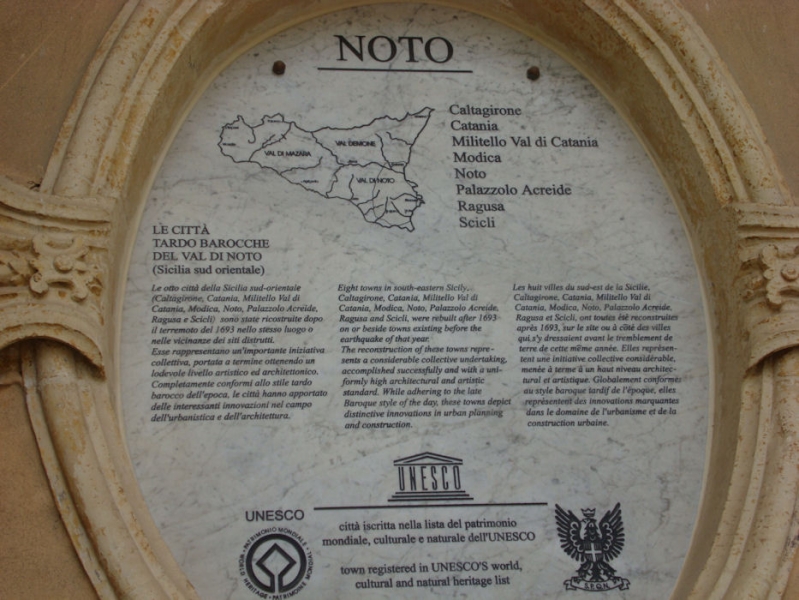 NOTO
Caltagirone
Catania
Militello Val di Catania
Modica
Noto
Palazzolo Acreide
Ragusa
Scicli
VAL DEMONE
VAL DI MAZARA
VAL DI NOTO
LE CITTÀ
TARDO BAROCCHE
DEL VAL DI NOTO
(Sicilia sud orientale)
Le otto città della Sicilia sud-orientale
(Caltagirone, Catania, Militello Val di
Catania, Modica, Noto, Palazzolo Acreide,
Ragusa e Scicli) sono state ricostruite dopo
il terremoto del 1693 nello stesso luogo o
nelle vicinanze dei siti distrutti.
Esse rappresentano un'importante iniziativa
collettiva, portata a termine ottenendo un
lodevole livello artistico ed architettonico.
Completamente conformi allo stile tardo
barocco dell'epoca, le città hanno apportato
delle interessanti innovazioni nel campo
dell'urbanistica e dell'architettura.
Eight towns in south-eastern Sicily,
Caltagirone, Catania, Militello Val di
Catania, Modica, Noto, Palazzolo Acreide,
Ragusa and Scicli, were rebuilt after 1693
on or beside towns existing before the
earthquake of that year.
The reconstruction of these towns repre-
sents a considerable collective undertaking,
accomplished successfully and with a uni-
formly high architectural and artistic
standard. While adhering to the late
Baroque style of the day, these towns depict
distinctive innovations in urban planning
and construction.
Les huit villes du sud-est de la Sicilie,
Caltagirone, Catania, Militello Val di
Catania, Modica, Noto, Palazzolo Acreide,
Ragusa et Scicli, ont toutes été reconstruites
après 1693, sur le site ou à côté des villes
qui s'y dressaient avant le tremblement de
terre de cette même année. Elles représen-
tent une initiative collective considérable,
menée à terme à un haut niveau architec-
tural et artistique. Globalement conformes
au style baroque tardif de l'époque, elles
représentent des innovations marquantes
dans le domaine de l'urbanisme et de la
construction urbaine.
UNESCO
UNESCO
PATRIMONIO MONDIALE
WORLD HERITAGE
PATRIMOINE MONDIAL
città iscritta nella lista del patrimonio
mondiale, culturale e naturale dell'UNESCO
town registered in UNESCO'S world,
cultural and natural heritage list